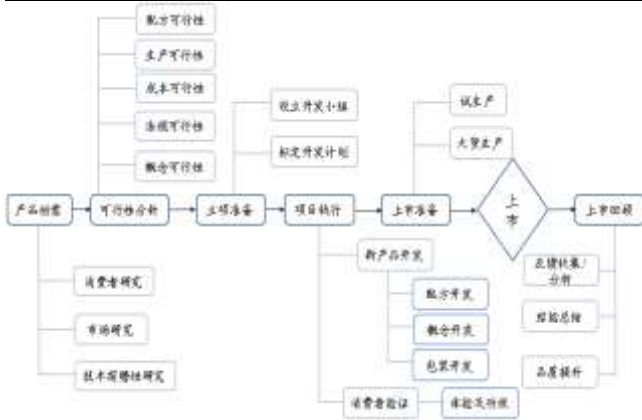 配方可行性
生产可行性
成本可行性
法规可行性
概念可行性
设立开发小组
制定开发计划
试生产
大货生产
产品创意
可行性分析
立项准备
项目执行
上市准备
上
市
上市回顾
消费者研究
市场研究
技术前瞻性研究
新产品开发
配方开发
概念开发
包装开发
消费者验证
体验及功效
反馈收集/
分析
经验总结
品质提升